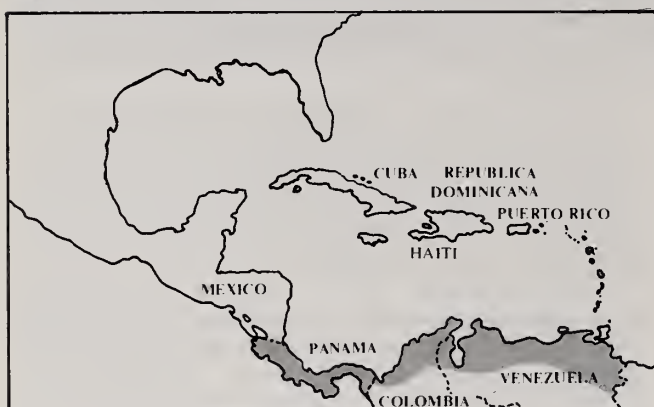 CUBA
REPUBLICA
DOMINICANA
PUERTO RICO
HAITI
MEXICO
PANAMA
VENEZUELA
COLOMBIA